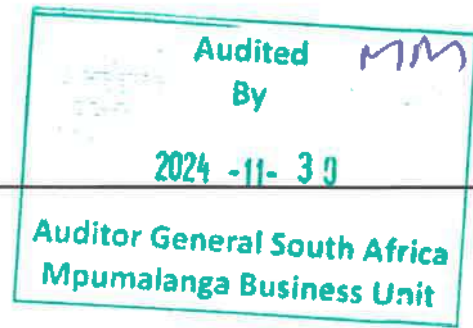 Audited MM
By
2024 -11- 30
Auditor General South Africa
Mpumalanga Business Unit